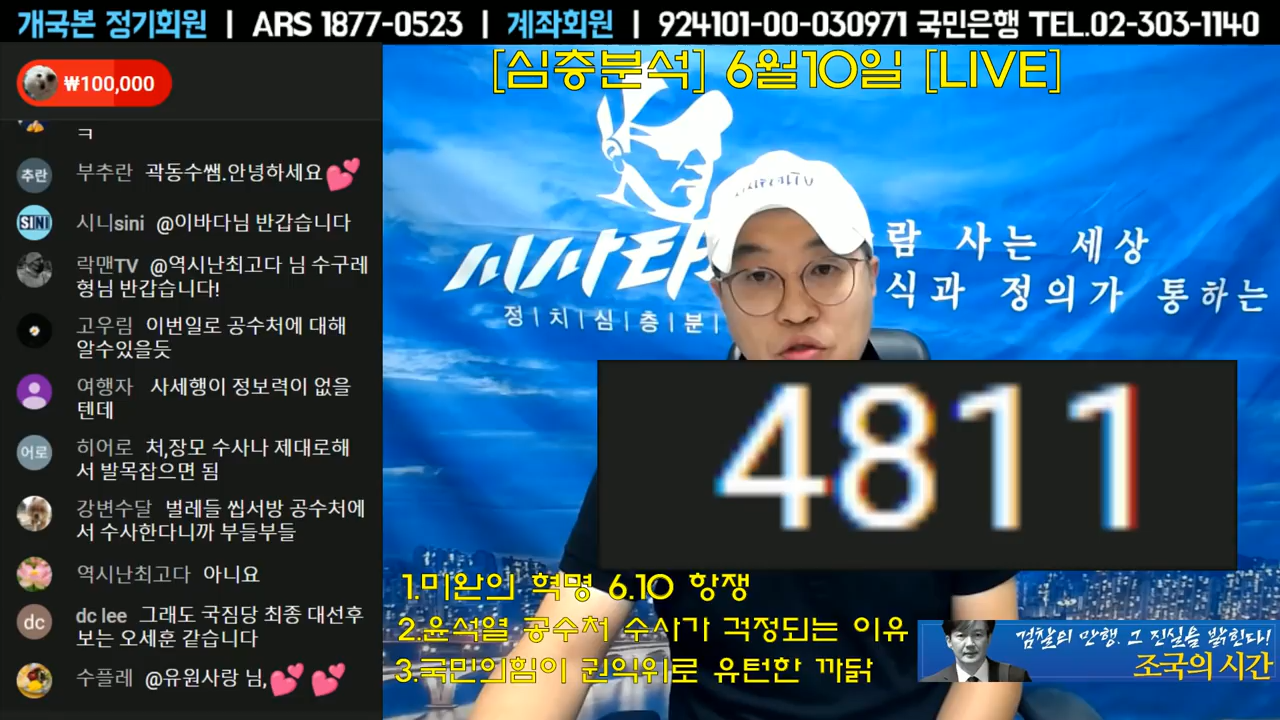 개국본 정기회원 | ARS 1877-0523 | 계좌회원 | 924101-00-030971 국민은행 TEL.02-303-1140
₩100,000
[심층분석] 6월10일 [LIVE]
ㅋ
추란 부추란 곽동수쌤.안녕하세요
SINI 시니sini @이바다님 반갑습니다
락맨TV @역시난최고다 님 수구레
형님 반갑습니다!
고우림 이번일로 공수처에 대해
알수있을듯
여행자 사세행이 정보력이 없을
텐데
어로 히어로 처,장모 수사나 제대로해
서 발목잡으면 됨
강변수달 벌레들 씹서방 공수처에
서 수사한다니까 부들부들
역시난최고다 아니요
dc dc lee 그래도 국짐당 최종 대선후
보는 오세훈 같습니다
수플레 @유원사랑 님,
시사타
정|치|심|층|분|
람 사는 세상
식과 정의가 통하는
4811
1.미완의 혁명 6.10 항쟁
2.윤석열 공수처 수사가 걱정되는 이유
3.국민의힘이 권익위로 유턴한 까닭
검찰의 만행, 그 진실을 밝힌다!
조국의 시간